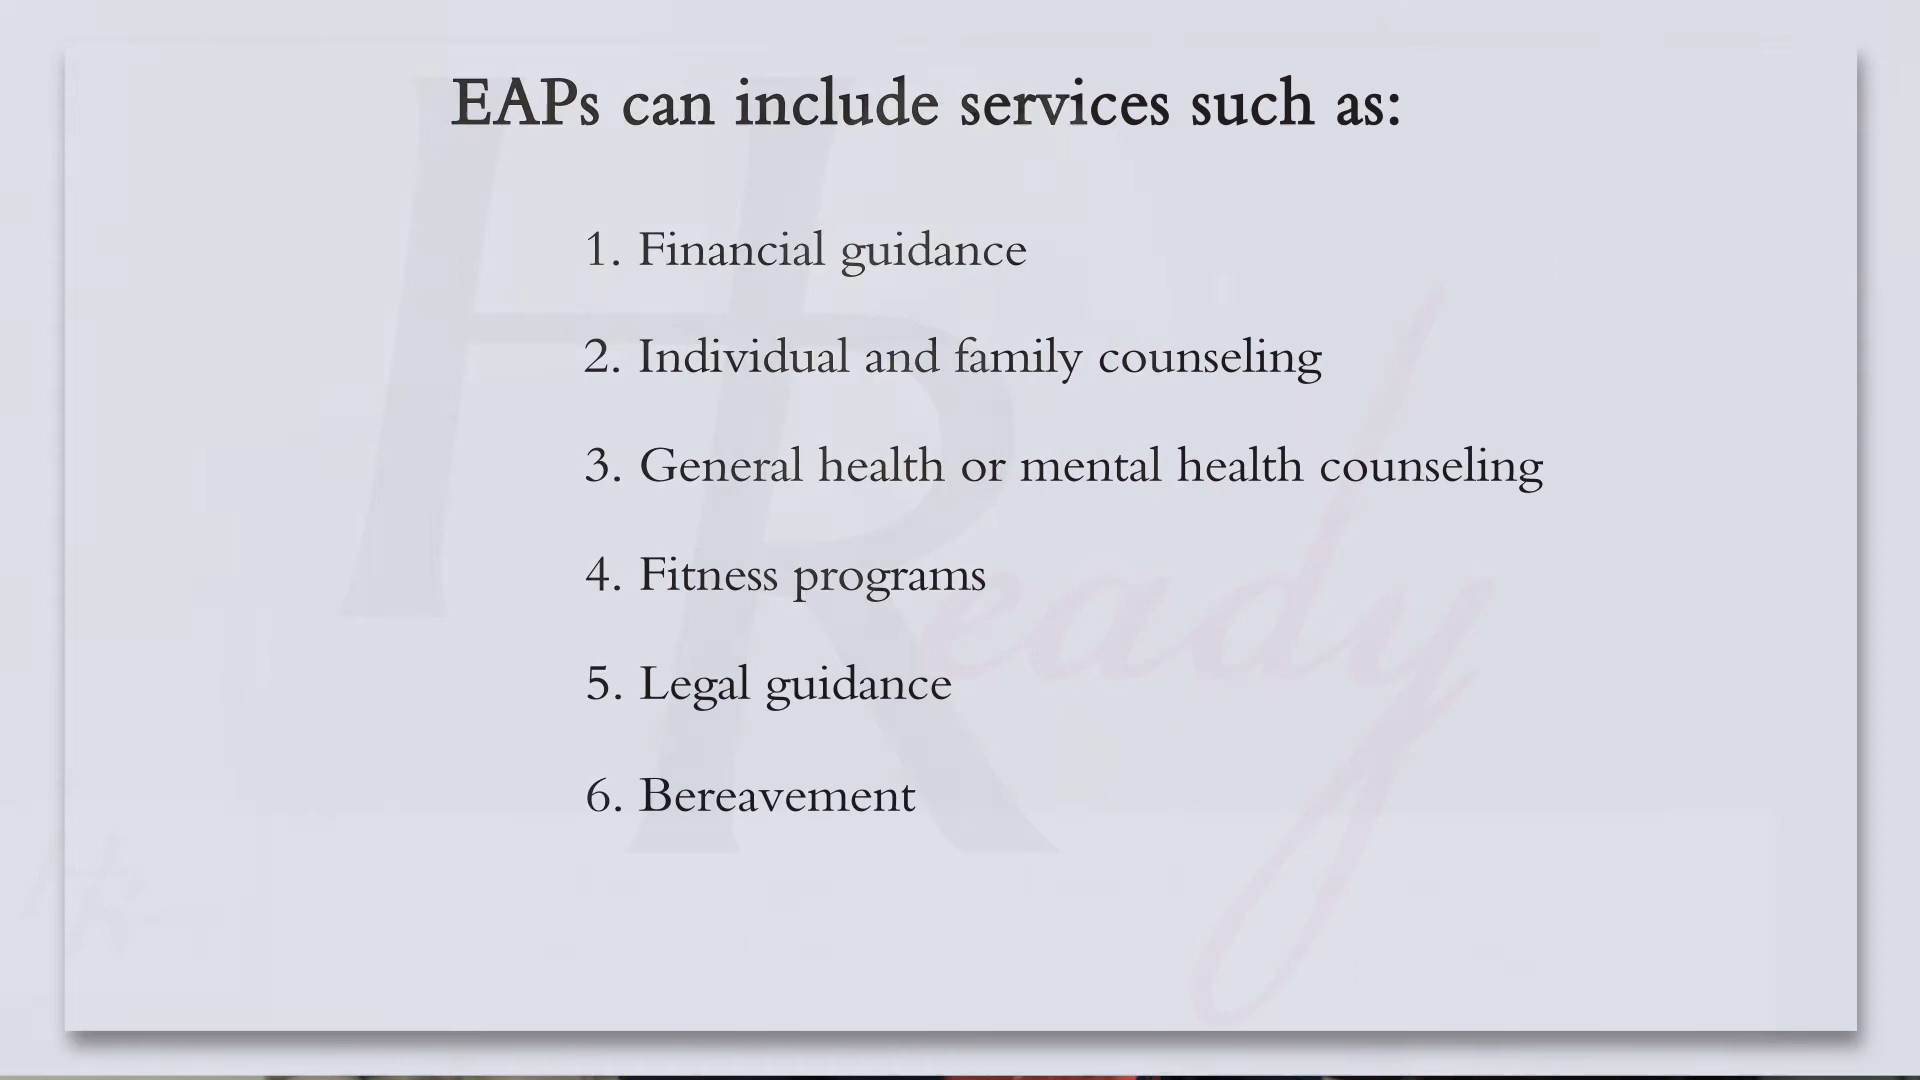 EAPs can include services such as:
1. Financial guidance
2. Individual and family counseling
3. General health or mental health counseling
4. Fitness programs
5. Legal guidance
6. Bereavement
HReady